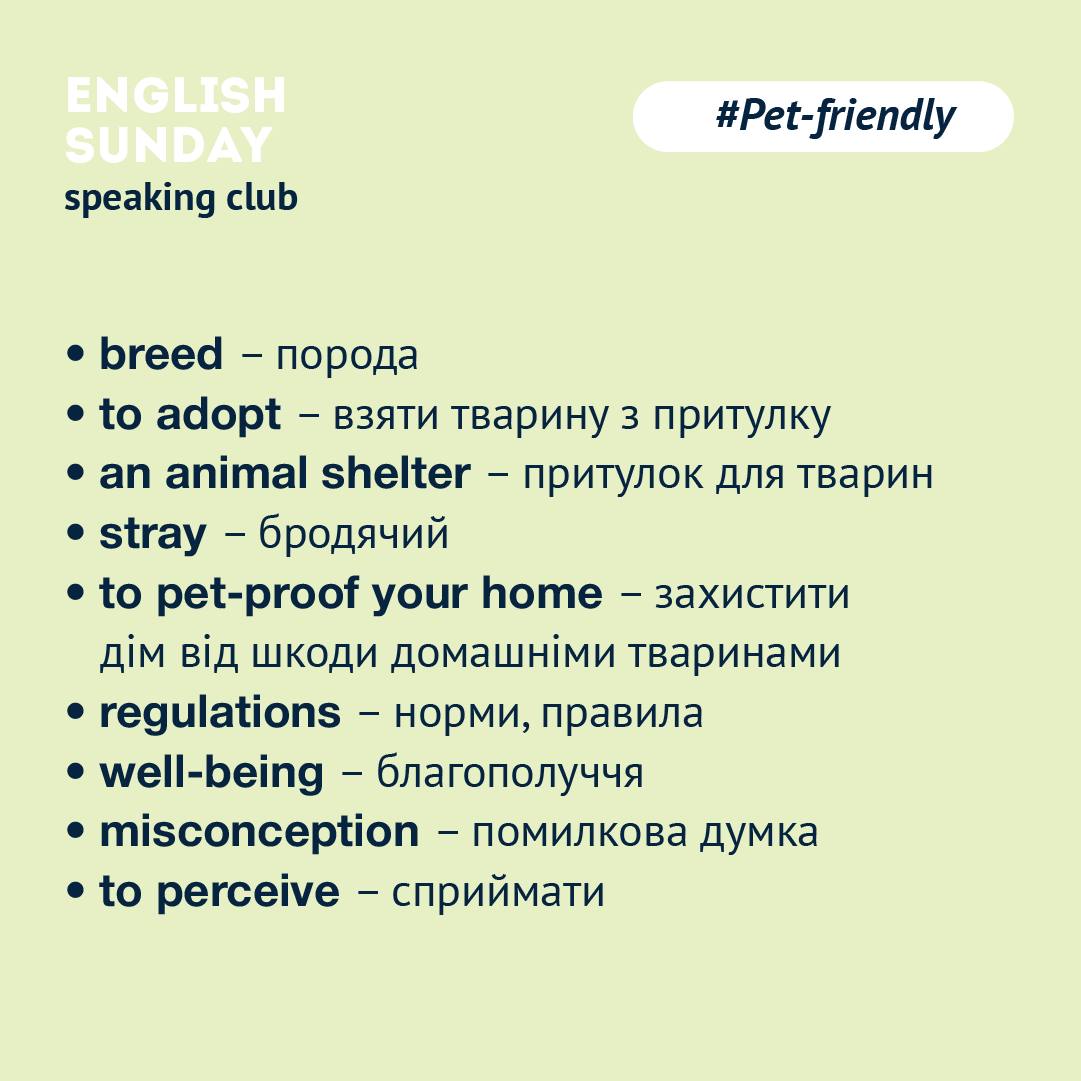 ENGLISH
SUNDAY
speaking club
#Pet-friendly
• breed – порода
• to adopt – взяти тварину з притулку
• an animal shelter – притулок для тварин
• stray – бродячий
• to pet-proof your home – захистити
дім від шкоди домашніми тваринами
• regulations – норми, правила
• well-being – благополуччя
• misconception – помилкова думка
• to perceive – сприймати